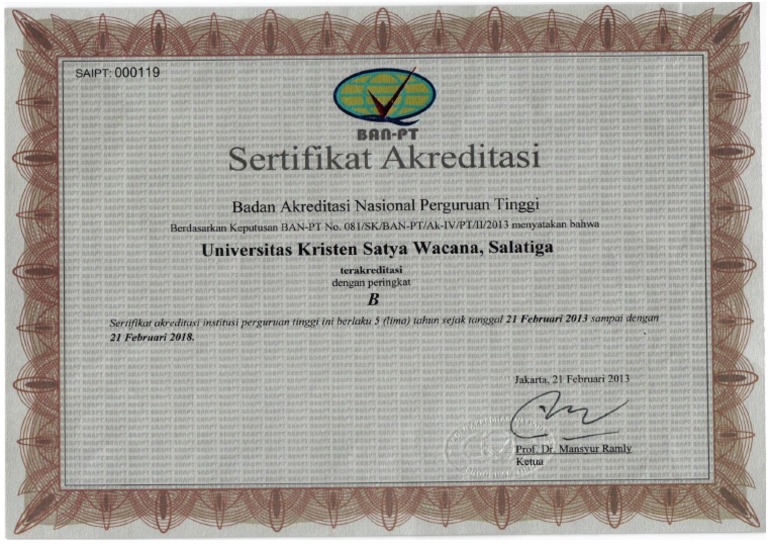 SAIPT: 000119
BAN-PT
Sertifikat Akreditasi
Badan Akreditasi Nasional Perguruan Tinggi
Berdasarkan Keputusan BAN-PT No. 081/SK/BAN-PT/Ak-IV/PT/II/2013 menyatakan bahwa
Universitas Kristen Satya Wacana, Salatiga
terakreditasi
dengan peringkat
B
Sertifikat akreditasi institusi perguruan tinggi ini berlaku 5 (lima) tahun sejak tanggal 21 Februari 2013 sampai dengan
21 Februari 2018.
Jakarta, 21 Februari 2013
Prof. Dr. Mansyur Ramly
Ketua